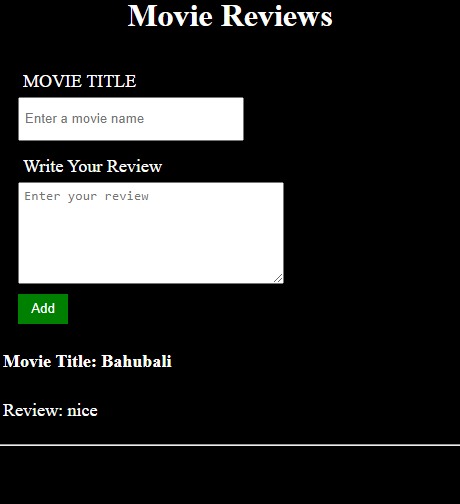 Movie Reviews
MOVIE TITLE
Enter a movie name
Write Your Review
Enter your review
Add
Movie Title: Bahubali
Review: nice